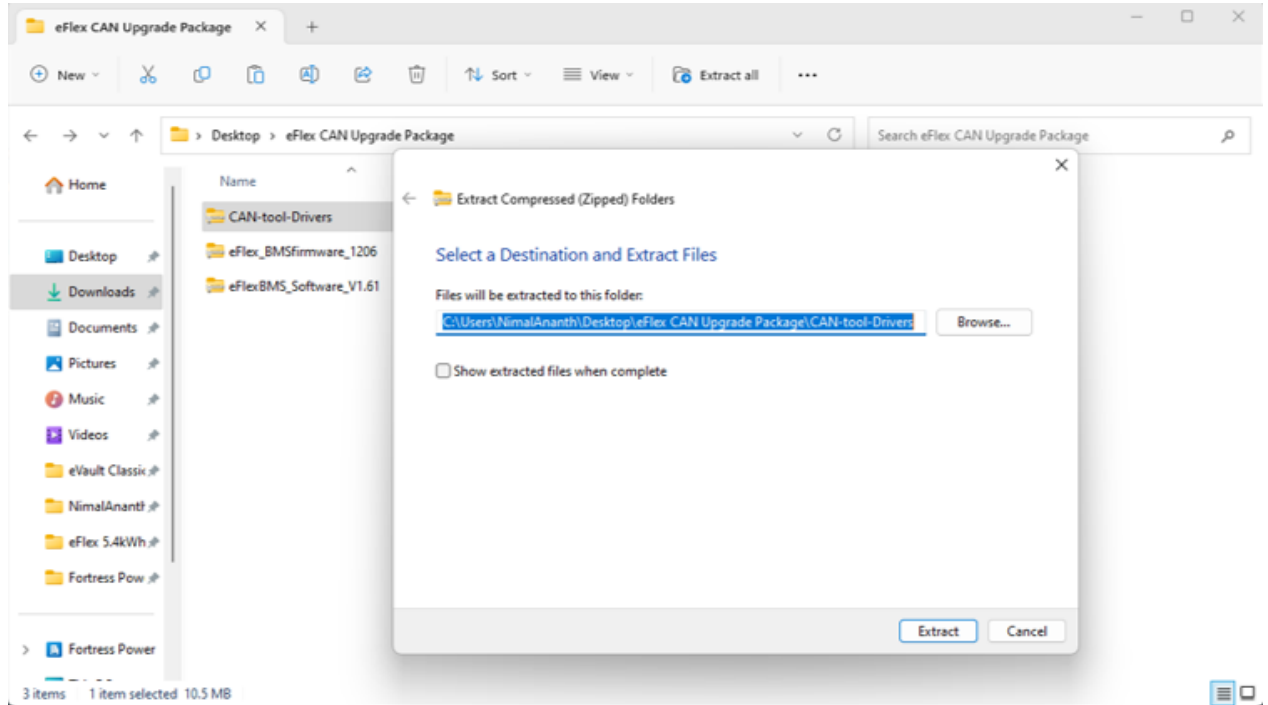 eFlex CAN Upgrade Package
New
Sort
View
Extract all
Desktop > eFlex CAN Upgrade Package
Search eFlex CAN Upgrade Package
Home
Desktop
Downloads
Documents
Pictures
Music
Videos
eVault Classic
NimalAnanth
eFlex 5.4kWh
Fortress Pow
Fortress Power
Name
CAN-tool-Drivers
eFlex_BMSfirmware_1206
eFlexBMS_Software_V1.61
Extract Compressed (Zipped) Folders
Select a Destination and Extract Files
Files will be extracted to this folder:
C:\Users\NimalAnanth\Desktop\eFlex CAN Upgrade Package\CAN-tool-Drivers
Browse...
Show extracted files when complete
Extract
Cancel
3 items
1 item selected 10.5 MB